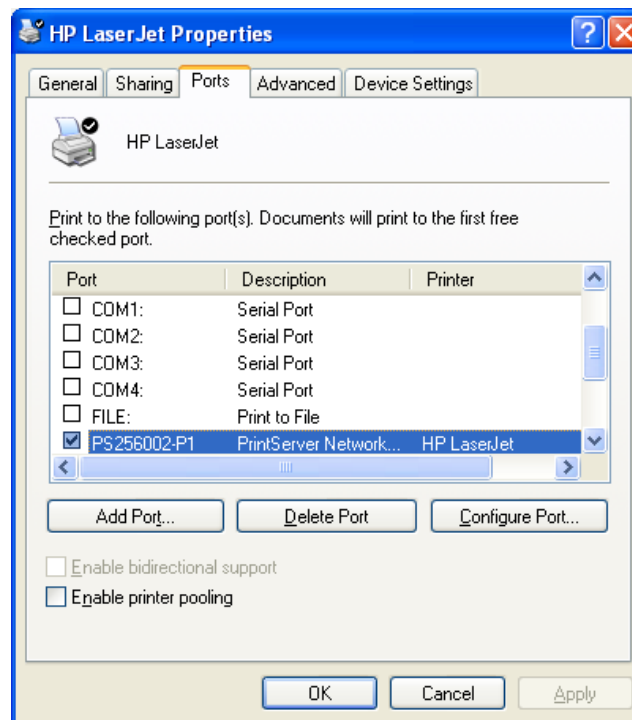 HP LaserJet Properties
General Sharing Ports Advanced Device Settings
HP LaserJet
Print to the following port(s). Documents will print to the first free
checked port.
Port Description Printer
COM1: Serial Port
COM2: Serial Port
COM3: Serial Port
COM4: Serial Port
FILE: Print to File
PS256002-P1 PrintServer Network... HP LaserJet
Add Port... Delete Port Configure Port...
Enable bidirectional support
Enable printer pooling
OK Cancel Apply